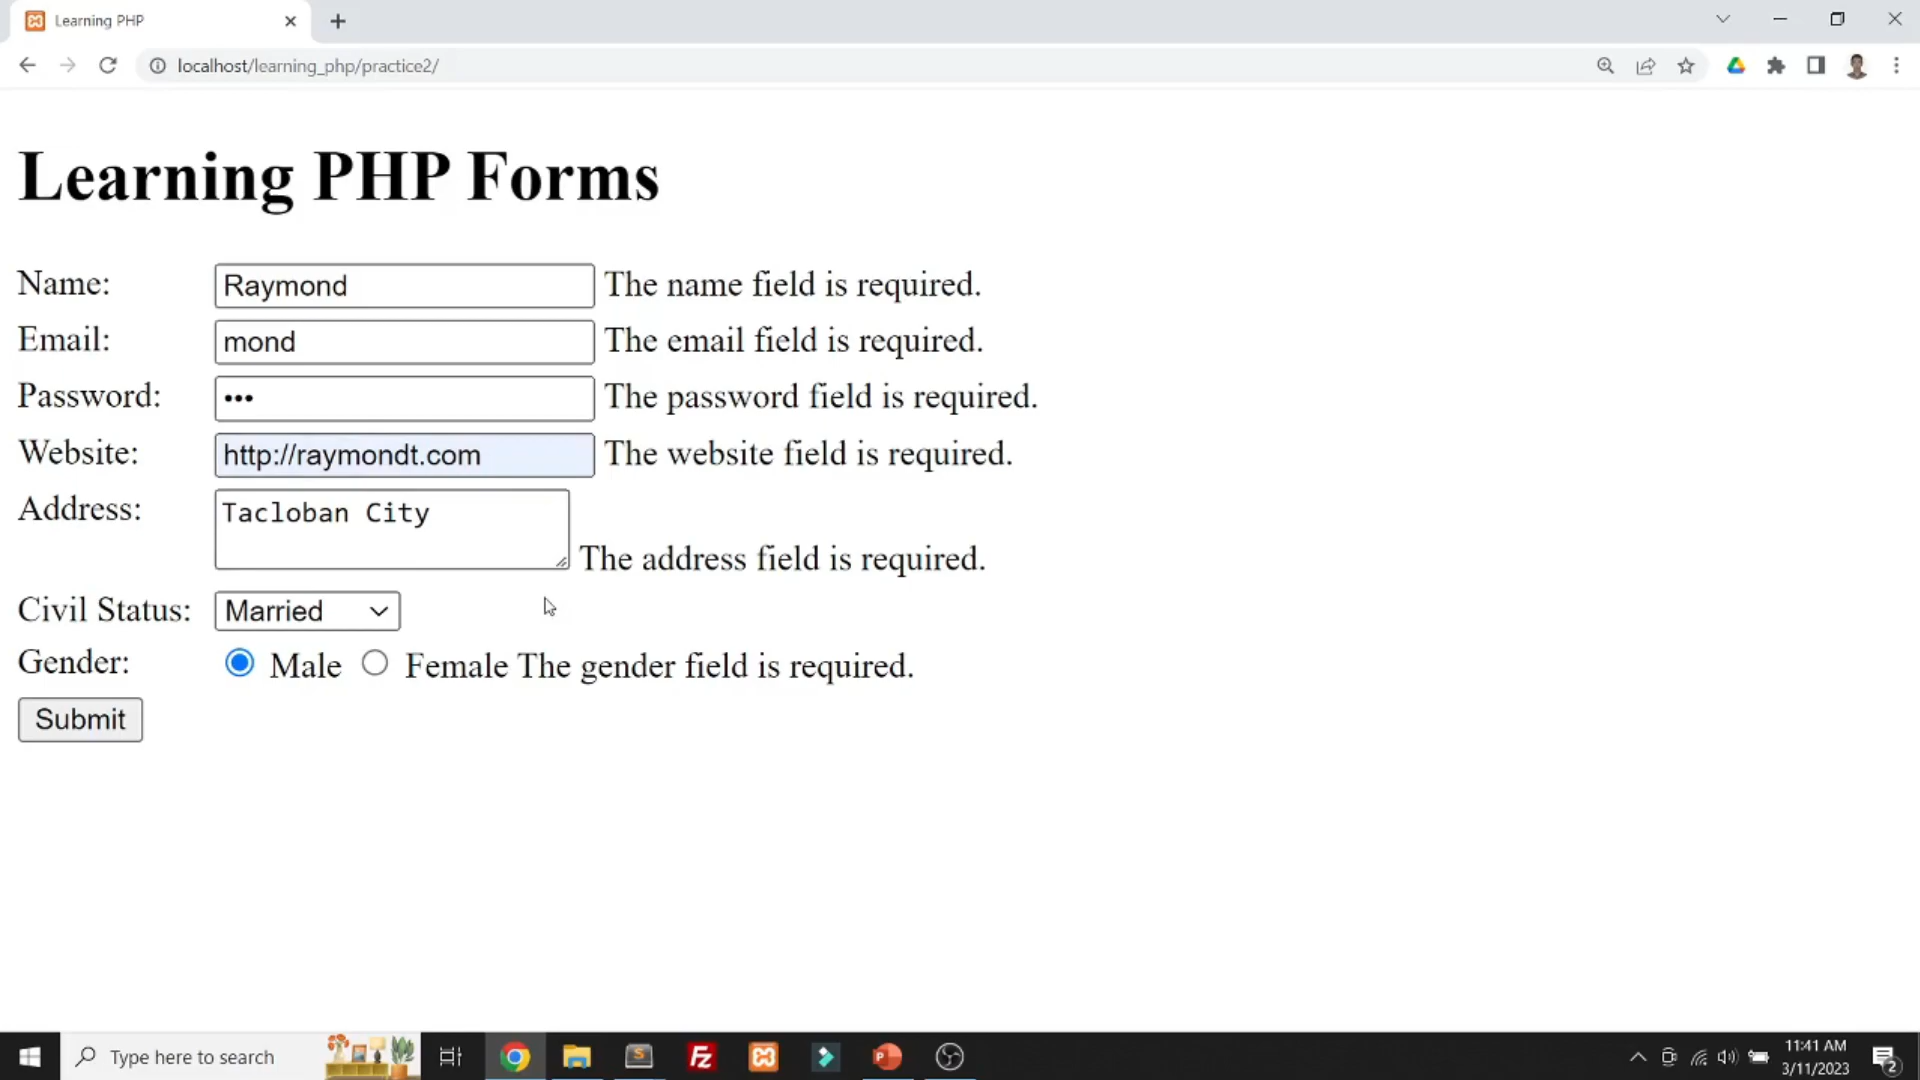 Learning PHP
localhost/learning_php/practice2/
Learning PHP Forms
Name: Raymond The name field is required.
Email: mond The email field is required.
Password: ••• The password field is required.
Website: http://raymondt.com The website field is required.
Address: Tacloban City The address field is required.
Civil Status: Married
Gender: Male Female The gender field is required.
Submit
Type here to search
11:41 AM
3/11/2023
2